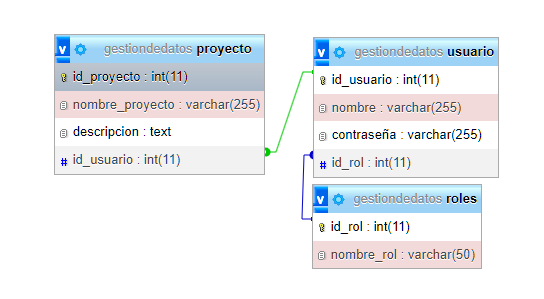 v gestiondedatos proyecto
id_proyecto : int(11)
nombre_proyecto : varchar(255)
descripcion : text
# id_usuario : int(11)
v gestiondedatos usuario
id_usuario : int(11)
nombre : varchar(255)
contraseña : varchar(255)
# id_rol : int(11)
v gestiondedatos roles
id_rol : int(11)
nombre_rol : varchar(50)